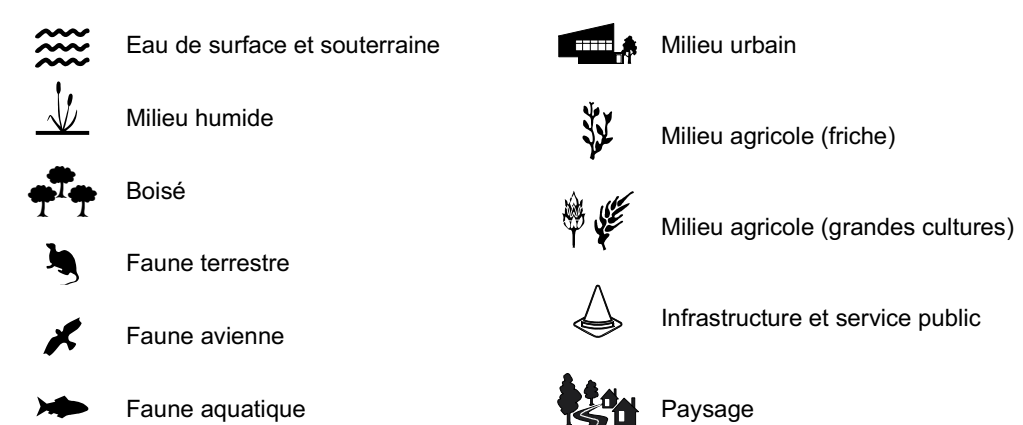 Eau de surface et souterraine
Milieu humide
Boisé
Faune terrestre
Faune avienne
Faune aquatique
Milieu urbain
Milieu agricole (friche)
Milieu agricole (grandes cultures)
Infrastructure et service public
Paysage